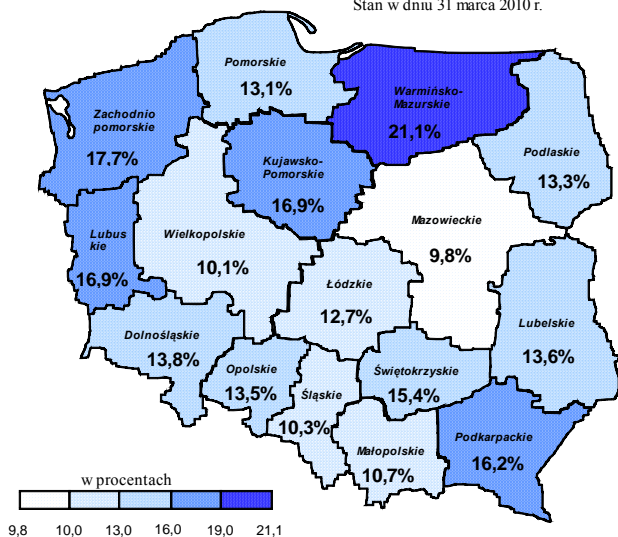 Stan w dniu 31 marca 2010 r.
Pomorskie
13,1%
Warmińsko-
Mazurskie
21,1%
Zachodnio
pomorskie
17,7%
Kujawsko-
Pomorskie
16,9%
Podlaskie
13,3%
Mazowieckie
9,8%
Lubus
kie
16,9%
Wielkopolskie
10,1%
Łódzkie
12,7%
Lubelskie
13,6%
Dolnośląskie
13,8%
Opolskie
13,5%
Śląskie
10,3%
Świętokrzyskie
15,4%
Małopolskie
10,7%
Podkarpackie
16,2%
w procentach
9,8 10,0 13,0 16,0 19,0 21,1